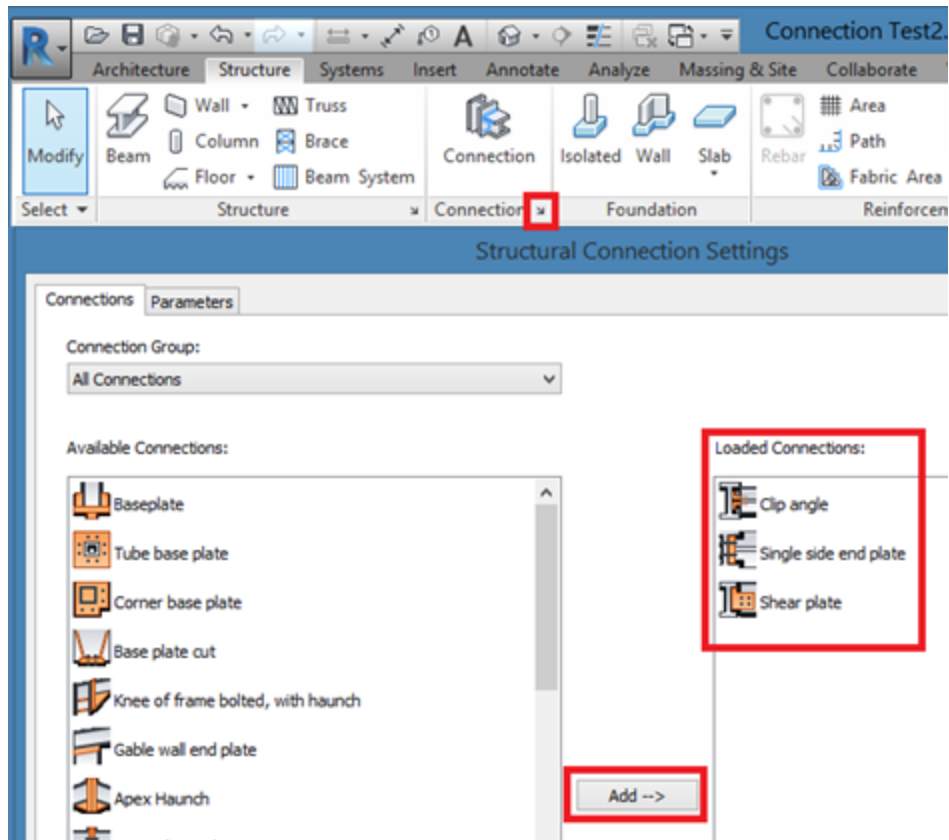 R
A
Connection Test2.
Architecture Structure Systems Insert Annotate Analyze Massing & Site Collaborate
Modify
Beam
Wall
Column
Floor
Truss
Brace
Beam System
Connection
Isolated
Wall
Slab
Rebar
Area
Path
Fabric Area
Select
Structure
Connection
Foundation
Reinforcem
Structural Connection Settings
Connections Parameters
Connection Group:
All Connections
Available Connections:
Baseplate
Tube base plate
Corner base plate
Base plate cut
Knee of frame bolted, with haunch
Gable wall end plate
Apex Haunch
Add -->
Loaded Connections:
Clip angle
Single side end plate
Shear plate